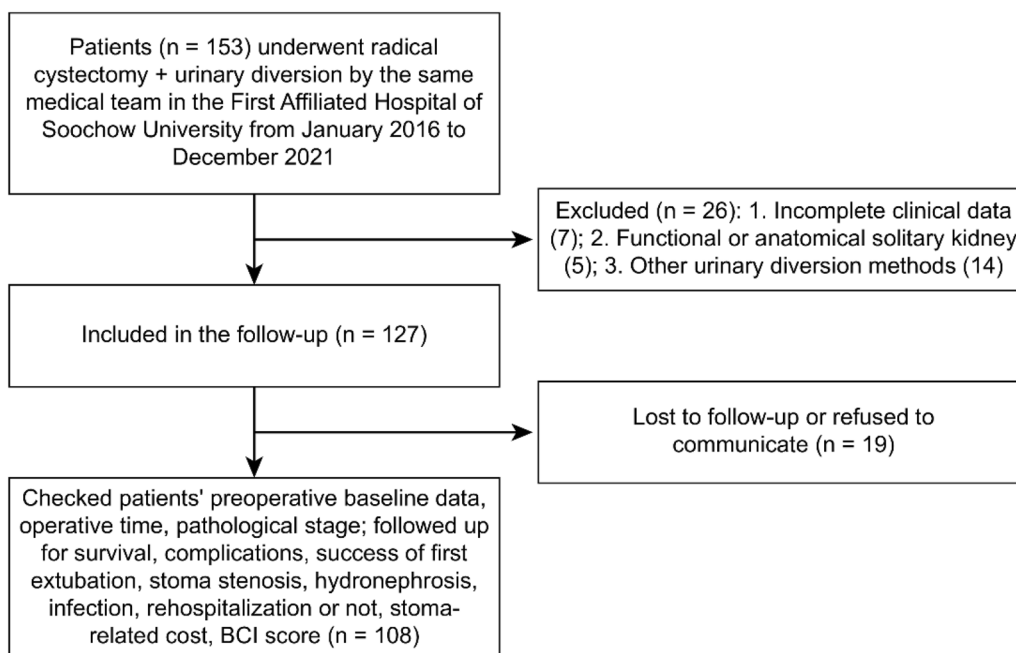 Patients (n = 153) underwent radical
cystectomy + urinary diversion by the same
medical team in the First Affiliated Hospital of
Soochow University from January 2016 to
December 2021
Excluded (n = 26): 1. Incomplete clinical data
(7); 2. Functional or anatomical solitary kidney
(5); 3. Other urinary diversion methods (14)
Included in the follow-up (n = 127)
Lost to follow-up or refused to
communicate (n = 19)
Checked patients' preoperative baseline data,
operative time, pathological stage; followed up
for survival, complications, success of first
extubation, stoma stenosis, hydronephrosis,
infection, rehospitalization or not, stoma-
related cost, BCI score (n = 108)